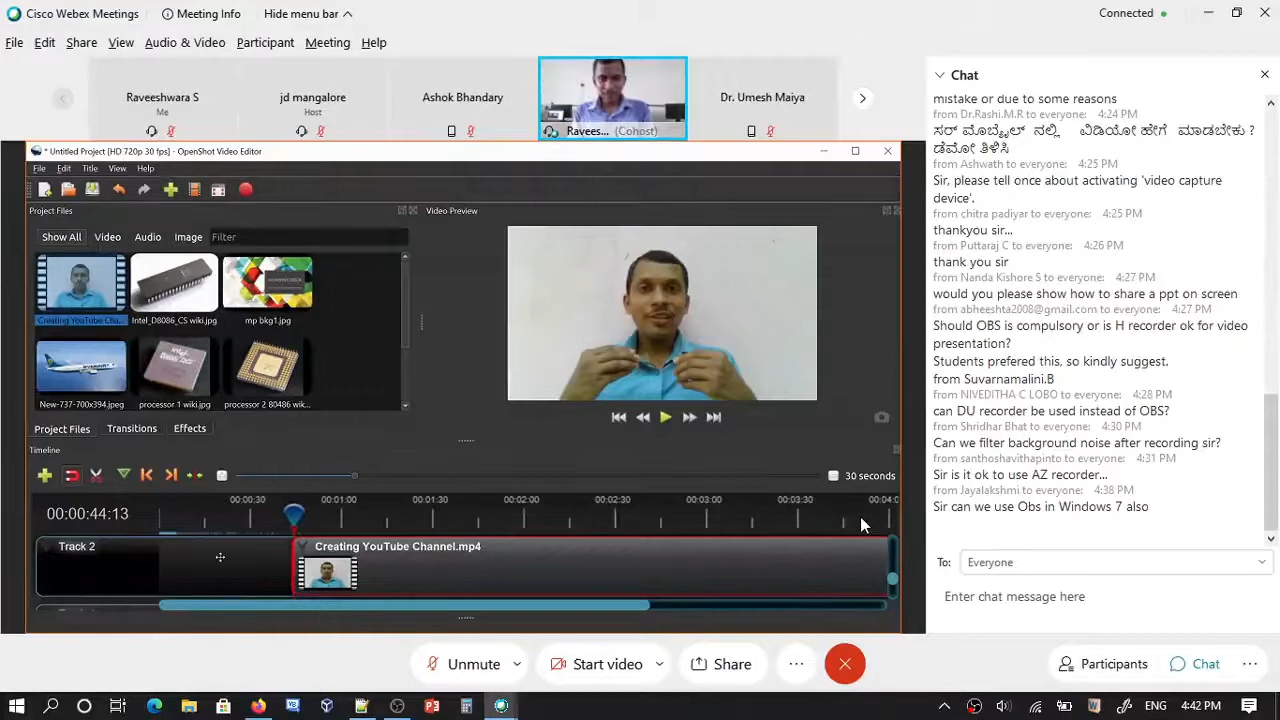 Cisco Webex Meetings
Meeting Info
Hide menu bar
Connected
File Edit Share View Audio & Video Participant Meeting Help
Raveeshwara S
Me
jd mangalore
Host
Ashok Bhandary
Ravees... (Cohost)
Dr. Umesh Maiya
* Untitled Project [HD 720p 30 fps] - OpenShot Video Editor
File Edit Title View Help
Project Files
Video Preview
Show All Video Audio Image Filter
Creating YouTube Cha...
Intel_D8086_CS wiki.jpg
mp bkg1.jpg
New-737-700x394.jpeg
processor 1 wiki.jpg
processor 2 80486 wik...
Project Files Transitions Effects
Timeline
30 seconds
00:00:44:13
00:00:30
00:01:00
00:01:30
00:02:00
00:02:30
00:03:00
00:03:30
Track 2
Creating YouTube Channel.mp4
Chat
mistake or due to some reasons
from Dr.Rashi.M.R to everyone: 4:24 PM
ಸರ್ ಮೊಬೈಲ್ ನಲ್ಲಿ ವಿಡಿಯೋ ಹೇಗೆ ಮಾಡಬೇಕು ?
ಡೆಮೋ ತಿಳಿಸಿ
from Ashwath to everyone: 4:25 PM
Sir, please tell once about activating 'video capture
device'.
from chitra padiyar to everyone: 4:25 PM
thankyou sir...
from Puttaraj C to everyone: 4:26 PM
thank you sir
from Nanda Kishore S to everyone: 4:27 PM
would you please show how to share a ppt on screen
from abheeshta2008@gmail.com to everyone: 4:27 PM
Should OBS is compulsory or is H recorder ok for video
presentation?
Students prefered this, so kindly suggest.
from Suvarnamalini.B
from NIVEDITHA C LOBO to everyone: 4:28 PM
can DU recorder be used instead of OBS?
from Shridhar Bhat to everyone: 4:30 PM
Can we filter background noise after recording sir?
from santhoshavithapinto to everyone: 4:31 PM
Sir is it ok to use AZ recorder...
from Jayalakshmi to everyone: 4:38 PM
Sir can we use Obs in Windows 7 also
To: Everyone
Enter chat message here
Unmute
Start video
Share
Participants
Chat
ENG 4:42 PM